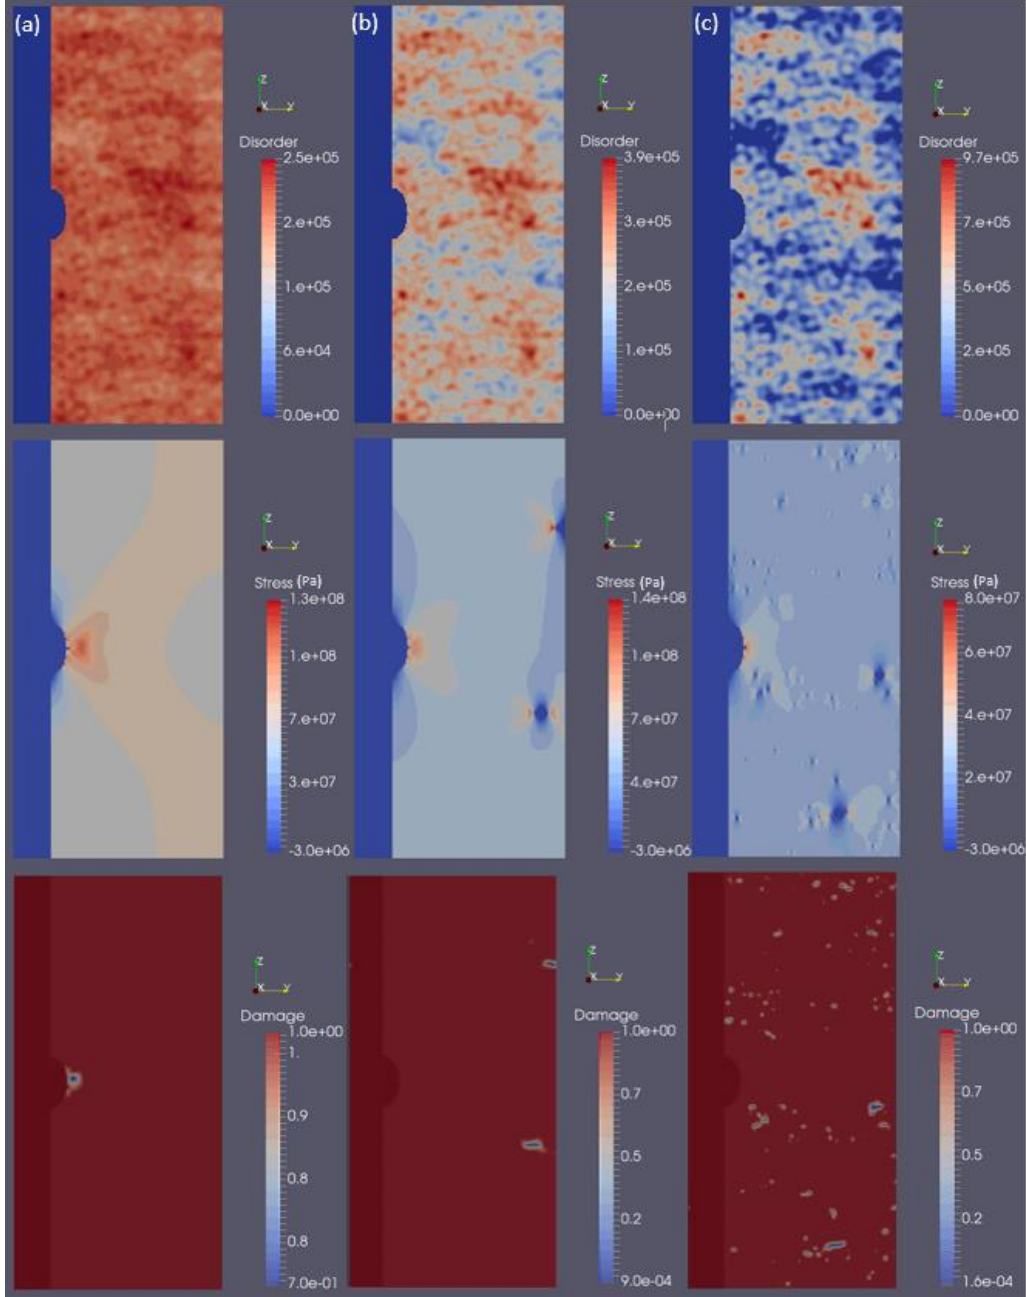 (a)
Z
X Y
Disorder
2.5e+05
2.e+05
1.e+05
6.e+04
0.0e+00
(b)
Z
X Y
Disorder
3.9e+05
3.e+05
2.e+05
1.e+05
0.0e+00
(c)
Z
X Y
Disorder
9.7e+05
7.e+05
5.e+05
2.e+05
0.0e+00
Z
X Y
Stress (Pa)
1.3e+08
1.e+08
7.e+07
3.e+07
-3.0e+06
Z
X Y
Stress (Pa)
1.4e+08
1.e+08
7.e+07
4.e+07
-3.0e+06
Z
X Y
Stress (Pa)
8.0e+07
6.e+07
4.e+07
2.e+07
-3.0e+06
Z
X Y
Damage
1.0e+00
1.
0.9
0.8
0.8
7.0e-01
Z
X Y
Damage
1.0e+00
0.7
0.5
0.2
9.0e-04
Z
X Y
Damage
1.0e+00
0.7
0.5
0.2
1.6e-04